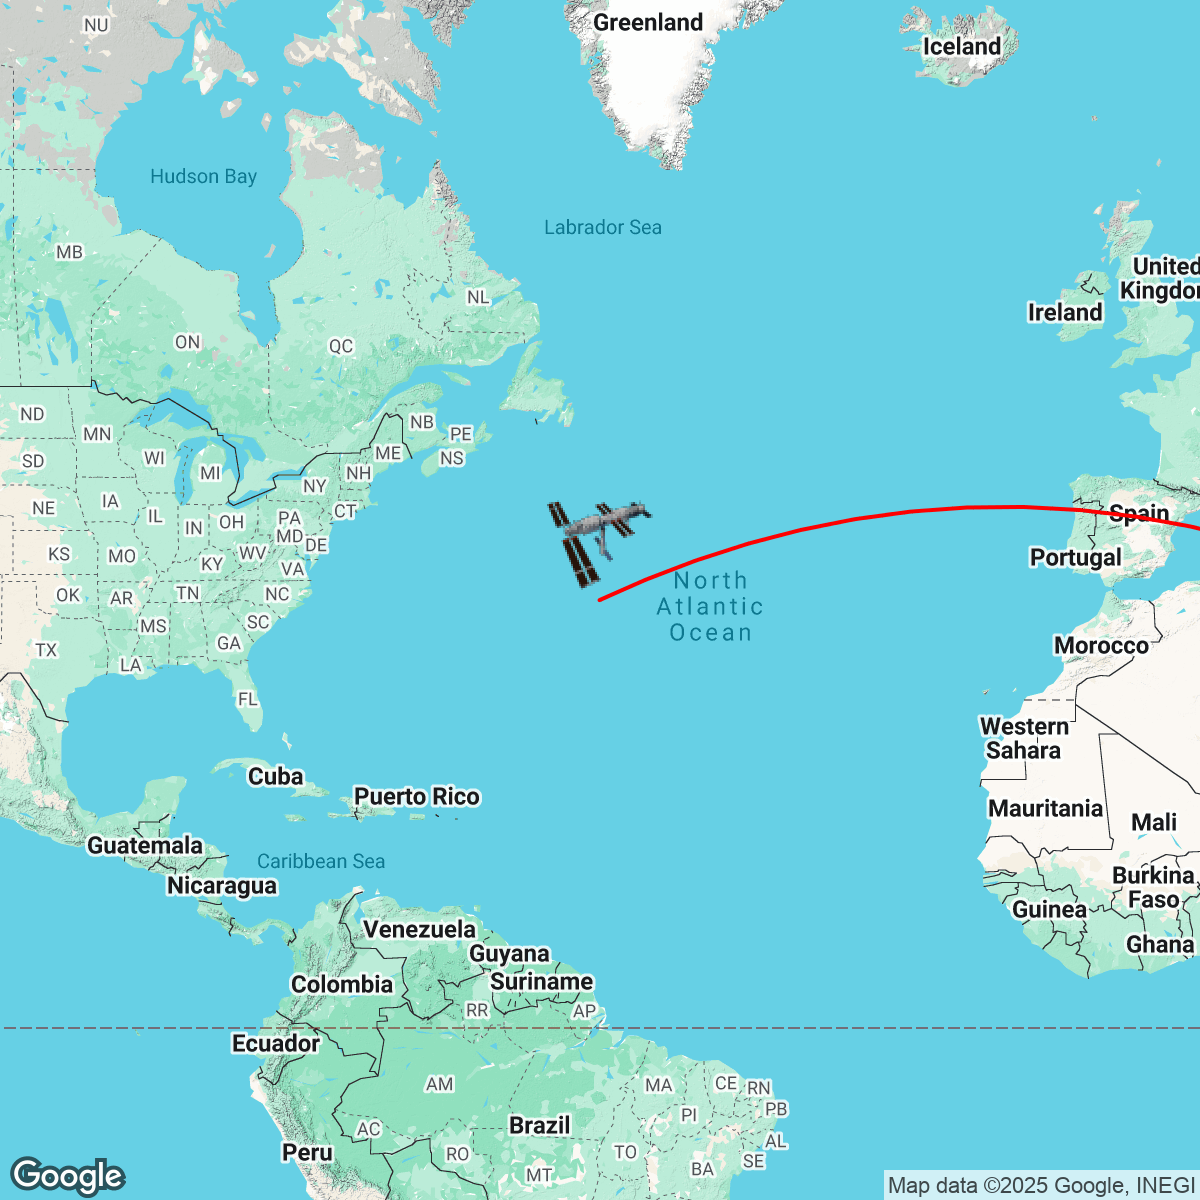 NU
Greenland
Iceland
Hudson Bay
Labrador Sea
MB
United
Kingdom
NL
Ireland
ON
QC
ND
MN
NB
PE
ME
NS
WI
SD
MI
NH
NY
IA
NE
IL
IN
OH
PA
CT
Spain
MD
DE
KS
MO
WV
KY
VA
Portugal
North
Atlantic
Ocean
OK
AR
TN
NC
MS
SC
GA
TX
LA
Morocco
FL
Western
Sahara
Cuba
Puerto Rico
Mauritania
Mali
Guatemala
Caribbean Sea
Nicaragua
Burkina
Faso
Guinea
Venezuela
Ghana
Guyana
Suriname
Colombia
RR
AP
Ecuador
AM
MA
CE
RN
PI
PB
AC
Brazil
AL
Peru
RO
TO
SE
BA
MT
Google
Map data ©2025 Google, INEGI